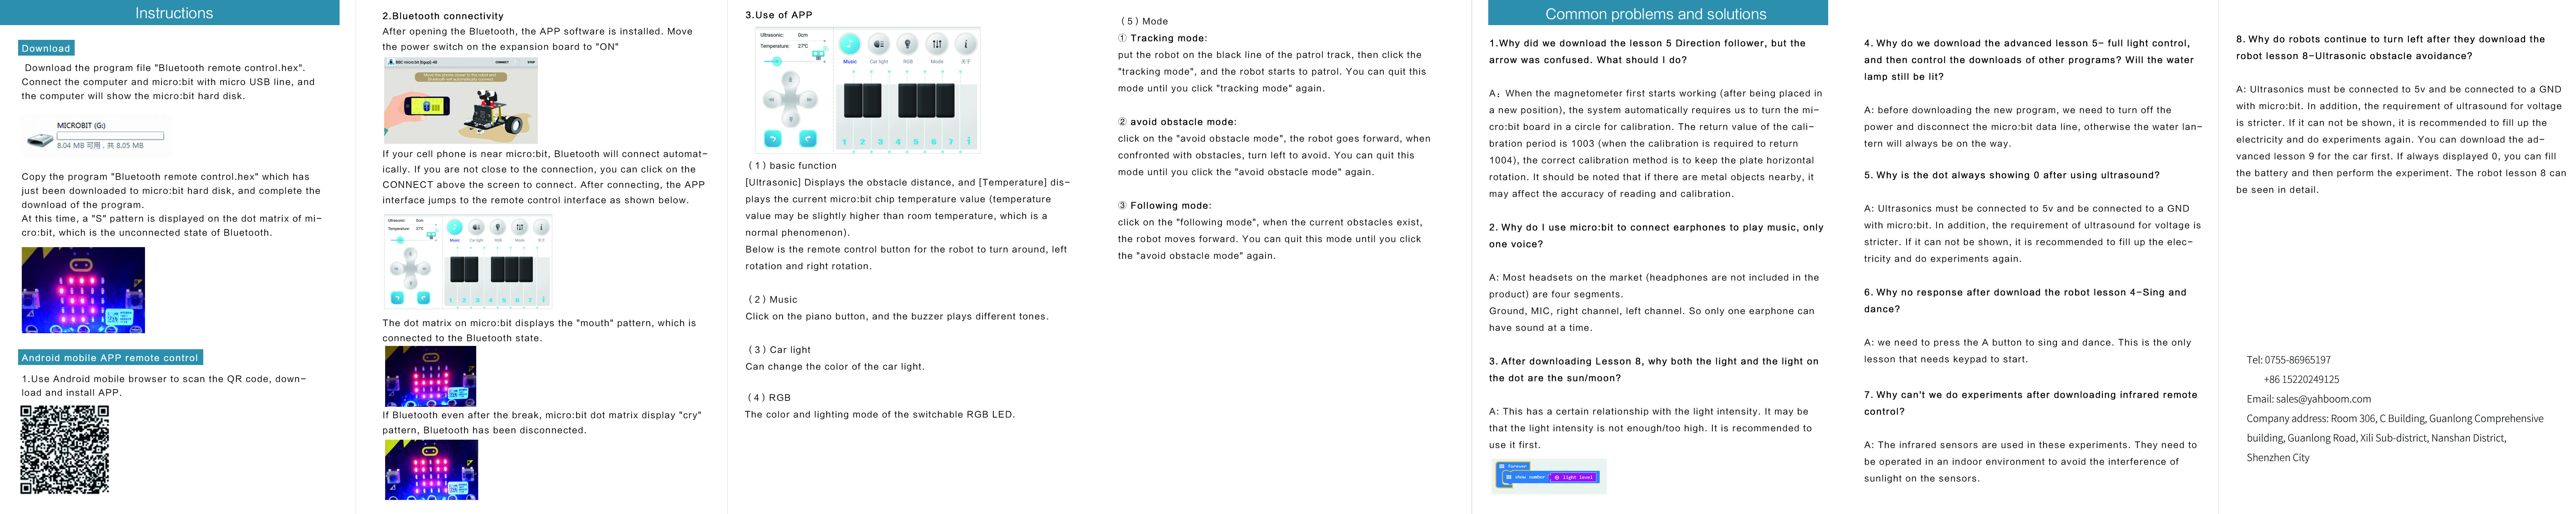 Instructions
Download
Download the program file "Bluetooth remote control.hex".
Connect the computer and micro:bit with micro USB line, and
the computer will show the micro:bit hard disk.
MICROBIT (G:)
8.04 MB 可用 , 共 8.05 MB
Copy the program "Bluetooth remote control.hex" which has
just been downloaded to micro:bit hard disk, and complete the
download of the program.
At this time, a "S" pattern is displayed on the dot matrix of mi-
cro:bit, which is the unconnected state of Bluetooth.
Android mobile APP remote control
1.Use Android mobile browser to scan the QR code, down-
load and install APP.
2.Bluetooth connectivity
After opening the Bluetooth, the APP software is installed. Move
the power switch on the expansion board to "ON"
CONNECT
STOP
Move the phone closer to the robot and
Bluetooth will automatically connect
If your cell phone is near micro:bit, Bluetooth will connect automat-
ically. If you are not close to the connection, you can click on the
CONNECT above the screen to connect. After connecting, the APP
interface jumps to the remote control interface as shown below.
Ultrasonic: 0cm
Temperature: 27℃
Music Car light RGB Mode 关于
1 2 3 4 5 6 7 i
The dot matrix on micro:bit displays the "mouth" pattern, which is
connected to the Bluetooth state.
If Bluetooth even after the break, micro:bit dot matrix display "cry"
pattern, Bluetooth has been disconnected.
3.Use of APP
Ultrasonic: 0cm
Temperature: 27℃
Music Car light RGB Mode 关于
1 2 3 4 5 6 7 i
（1）basic function
[Ultrasonic] Displays the obstacle distance, and [Temperature] dis-
plays the current micro:bit chip temperature value (temperature
value may be slightly higher than room temperature, which is a
normal phenomenon).
Below is the remote control button for the robot to turn around, left
rotation and right rotation.
（2）Music
Click on the piano button, and the buzzer plays different tones.
（3）Car light
Can change the color of the car light.
（4）RGB
The color and lighting mode of the switchable RGB LED.
（5）Mode
① Tracking mode:
put the robot on the black line of the patrol track, then click the
"tracking mode", and the robot starts to patrol. You can quit this
mode until you click "tracking mode" again.
② avoid obstacle mode:
click on the "avoid obstacle mode", the robot goes forward, when
confronted with obstacles, turn left to avoid. You can quit this
mode until you click the "avoid obstacle mode" again.
③ Following mode:
click on the "following mode", when the current obstacles exist,
the robot moves forward. You can quit this mode until you click
the "avoid obstacle mode" again.
Common problems and solutions
1.Why did we download the lesson 5 Direction follower, but the
arrow was confused. What should I do?
A：When the magnetometer first starts working (after being placed in
a new position), the system automatically requires us to turn the mi-
cro:bit board in a circle for calibration. The return value of the cali-
bration period is 1003 (when the calibration is required to return
1004), the correct calibration method is to keep the plate horizontal
rotation. It should be noted that if there are metal objects nearby, it
may affect the accuracy of reading and calibration.
2. Why do I use micro:bit to connect earphones to play music, only
one voice?
A: Most headsets on the market (headphones are not included in the
product) are four segments.
Ground, MIC, right channel, left channel. So only one earphone can
have sound at a time.
3. After downloading Lesson 8, why both the light and the light on
the dot are the sun/moon?
A: This has a certain relationship with the light intensity. It may be
that the light intensity is not enough/too high. It is recommended to
use it first.
forever
show number light level
4. Why do we download the advanced lesson 5- full light control,
and then control the downloads of other programs? Will the water
lamp still be lit?
A: before downloading the new program, we need to turn off the
power and disconnect the micro:bit data line, otherwise the water lan-
tern will always be on the way.
5. Why is the dot always showing 0 after using ultrasound?
A: Ultrasonics must be connected to 5v and be connected to a GND
with micro:bit. In addition, the requirement of ultrasound for voltage is
stricter. If it can not be shown, it is recommended to fill up the elec-
tricity and do experiments again.
6. Why no response after download the robot lesson 4-Sing and
dance?
A: we need to press the A button to sing and dance. This is the only
lesson that needs keypad to start.
7. Why can't we do experiments after downloading infrared remote
control?
A: The infrared sensors are used in these experiments. They need to
be operated in an indoor environment to avoid the interference of
sunlight on the sensors.
8. Why do robots continue to turn left after they download the
robot lesson 8-Ultrasonic obstacle avoidance?
A: Ultrasonics must be connected to 5v and be connected to a GND
with micro:bit. In addition, the requirement of ultrasound for voltage
is stricter. If it can not be shown, it is recommended to fill up the
electricity and do experiments again. You can download the ad-
vanced lesson 9 for the car first. If always displayed 0, you can fill
the battery and then perform the experiment. The robot lesson 8 can
be seen in detail.
Tel: 0755-86965197
+86 15220249125
Email: sales@yahboom.com
Company address: Room 306, C Building, Guanlong Comprehensive
building, Guanlong Road, Xili Sub-district, Nanshan District,
Shenzhen City